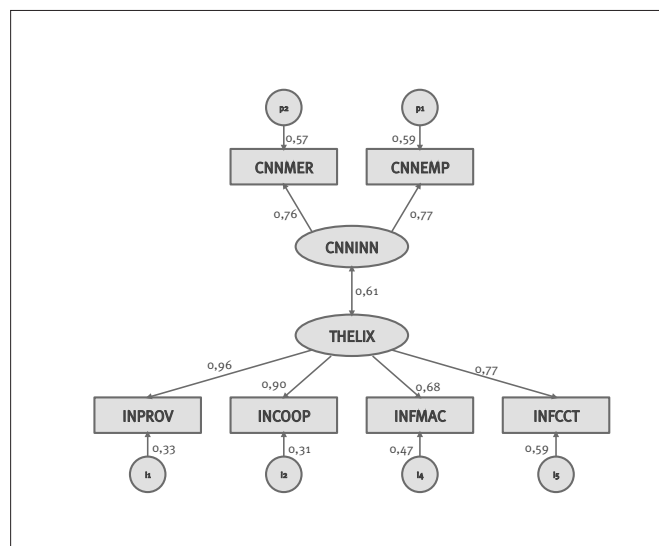 p2 p1
0,57 0,59
CNNMER CNNEMP
0,76 0,77
CNNINN
0,61
THELIX
0,96 0,90 0,68 0,77
INPROV INCOOP INFMAC INFCCT
0,33 0,31 0,47 0,59
i1 i2 i4 i5